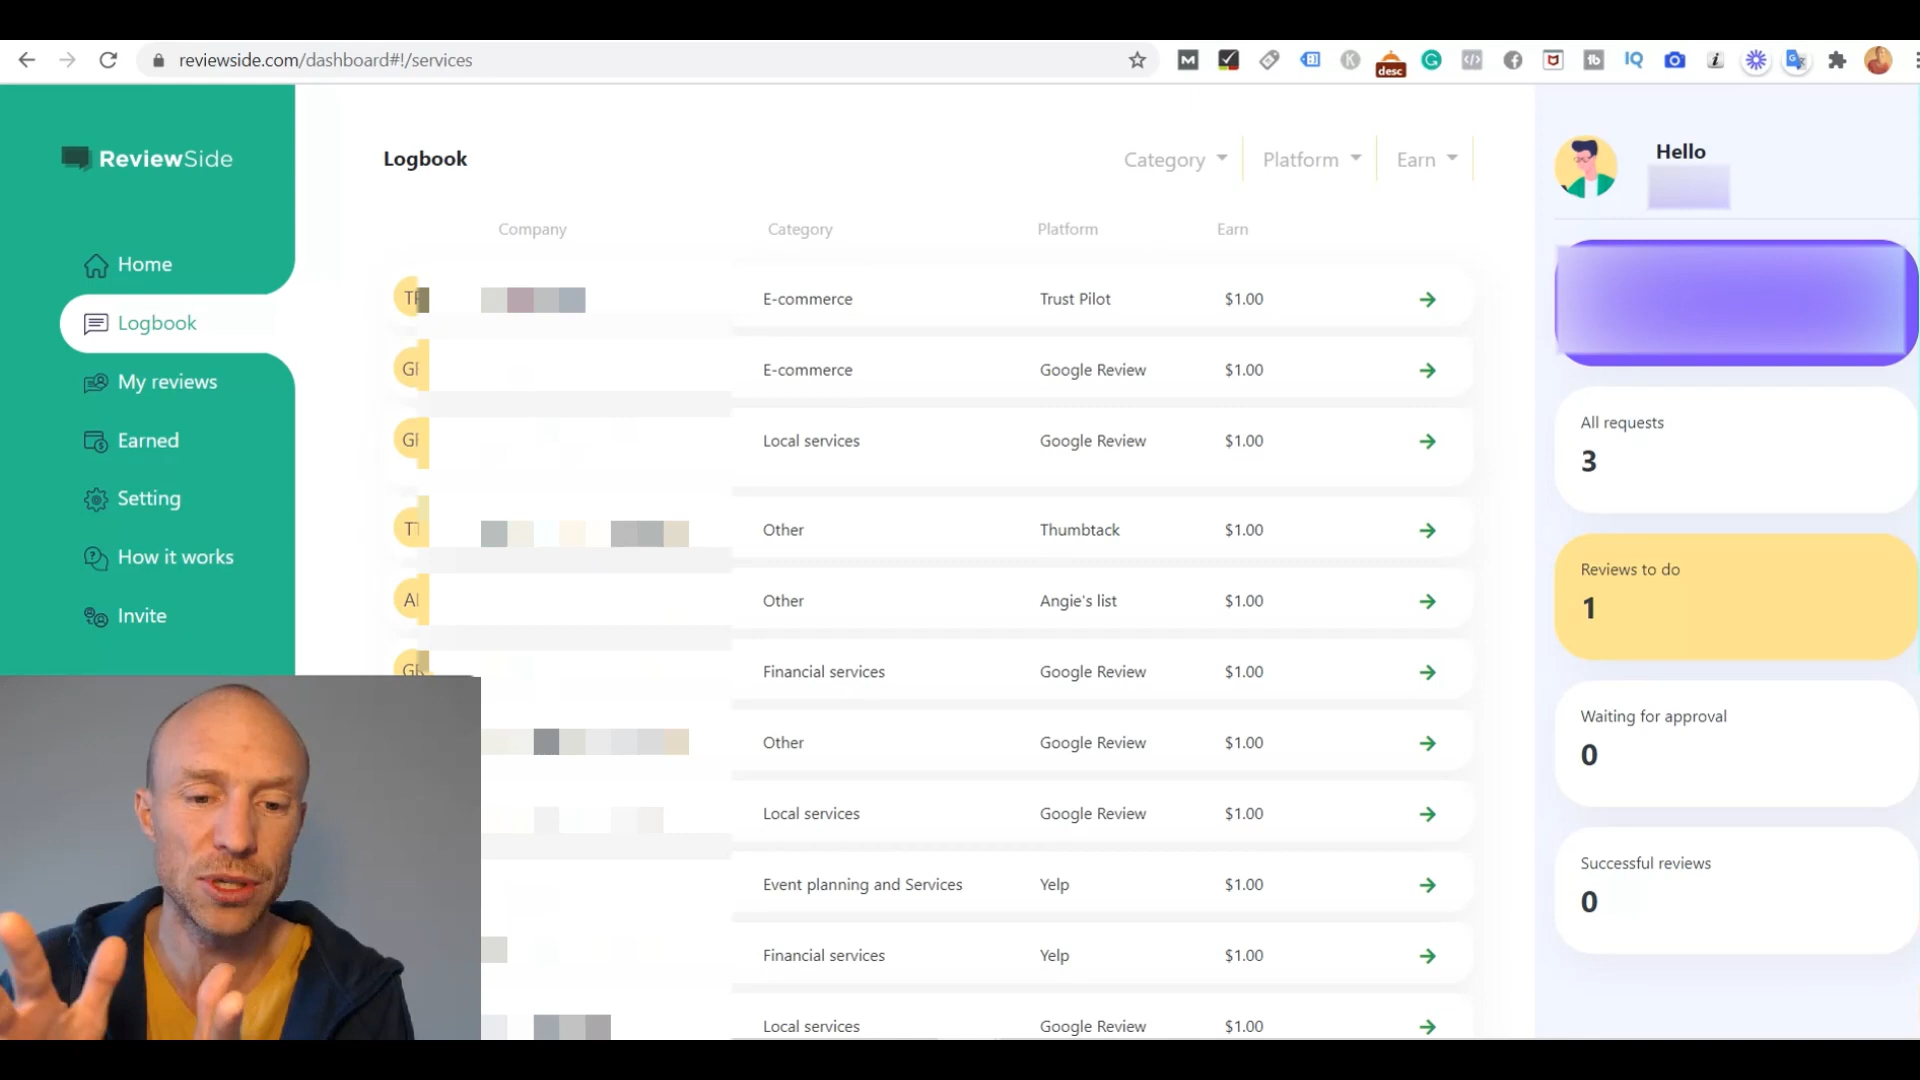 reviewside.com/dashboard#!/services
desc
IQ
ReviewSide
Home
Logbook
My reviews
Earned
Setting
How it works
Invite
Logbook
Category
Platform
Earn
Company Category Platform Earn
E-commerce Trust Pilot $1.00
GI E-commerce Google Review $1.00
GI Local services Google Review $1.00
Other Thumbtack $1.00
Other Angie's list $1.00
Financial services Google Review $1.00
Other Google Review $1.00
Local services Google Review $1.00
Event planning and Services Yelp $1.00
Financial services Yelp $1.00
Local services Google Review $1.00
Hello
All requests
3
Reviews to do
1
Waiting for approval
0
Successful reviews
0